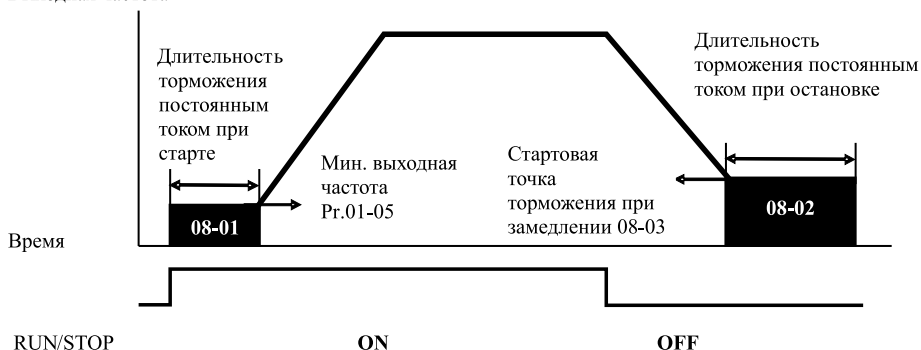 Длительность
торможения
постоянным
током при
старте
Мин. выходная
частота
Pr.01-05
Стартовая
точка
торможения при
замедлении 08-03
Длительность
торможения постоянным
током при остановке
08-01
08-02
Время
RUN/STOP
ON
OFF